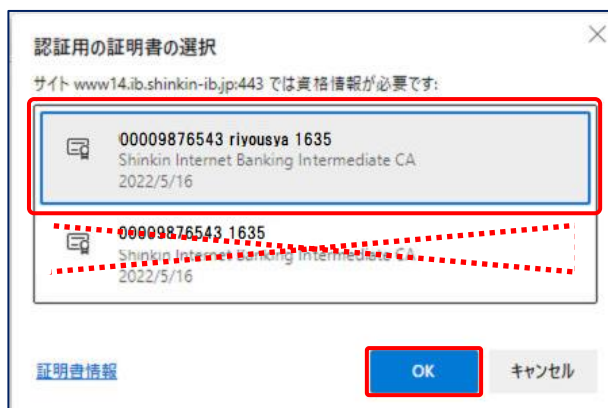 認証用の証明書の選択
サイト www14.ib.shinkin-ib.jp:443 では資格情報が必要です:
00009876543 riyousya 1635
Shinkin Internet Banking Intermediate CA
2022/5/16
00009876543 1635
Shinkin Internet Banking Intermediate CA
2022/5/16
証明書情報
OK
キャンセル